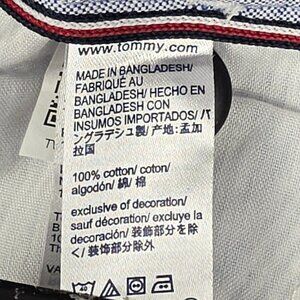 www.tommy.com
MADE IN BANGLADESH/
FABRIQUÉ AU
BANGLADESH/ HECHO EN
BANGLADESH CON
INSUMOS IMPORTADOS/ バ
ングラデシュ製/ 产地: 孟加
拉国
100% cotton/ coton/
algodón/ 綿/ 棉
exclusive of decoration/
sauf décoration/ excluye la
decoración/ 装飾部分を除
く/ 装饰部分除外
40